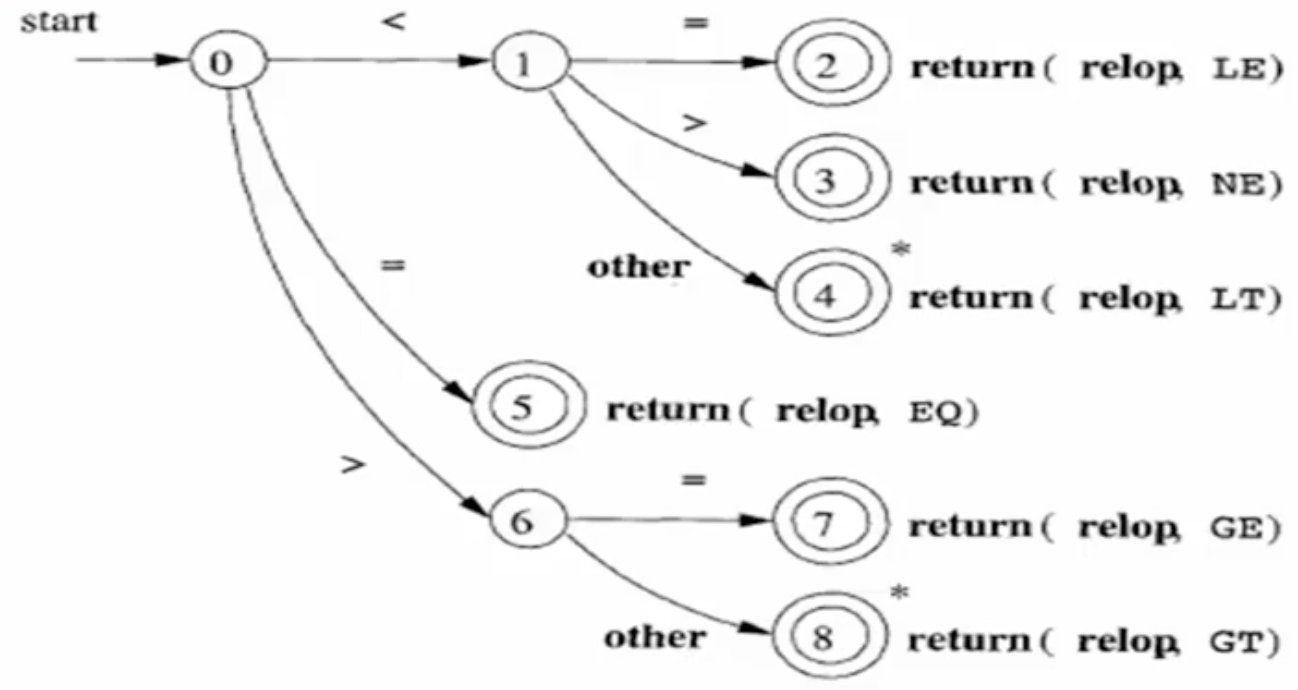 start
<
=
0
1
2
return( relop, LE)
>
3
return( relop, NE)
*
=
other
4
return( relop, LT)
5
return( relop, EQ)
>
=
6
7
return( relop, GE)
*
other
8
return( relop, GT)